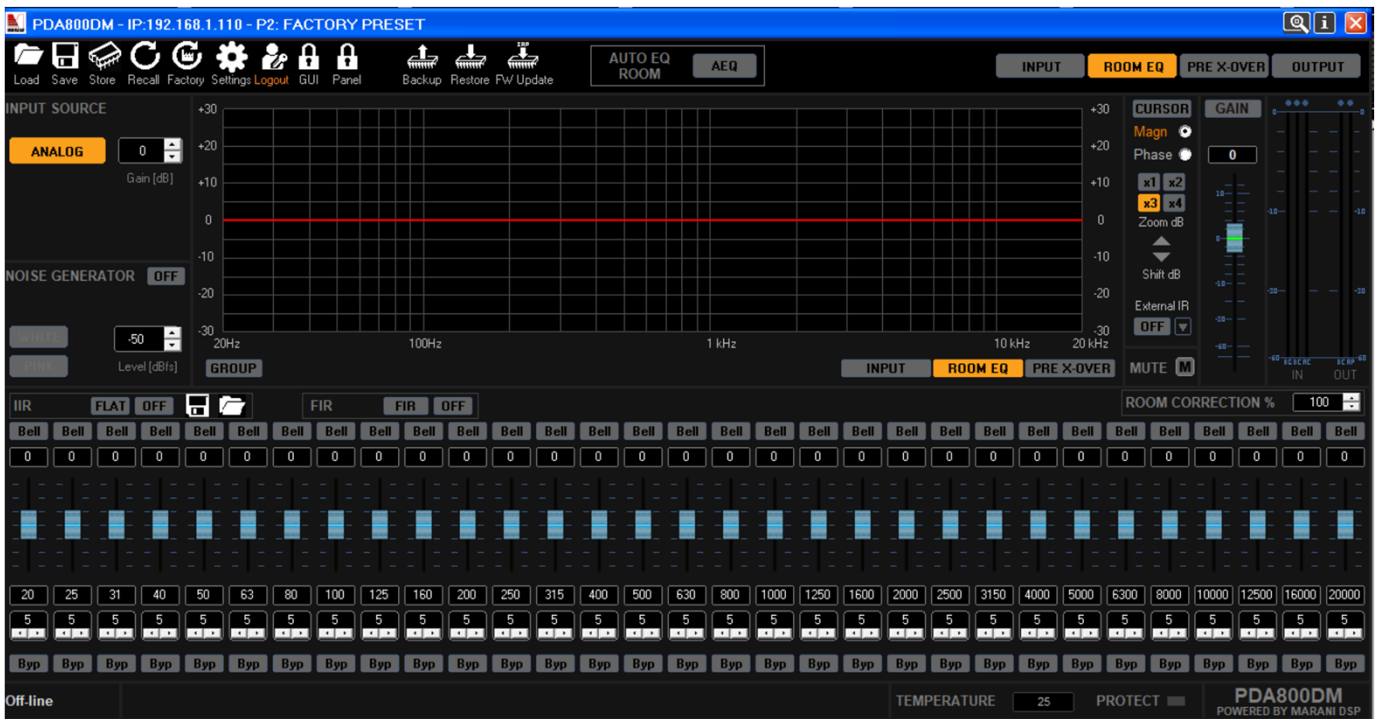 PDA800DM - IP:192.168.1.110 - P2: FACTORY PRESET
Load Save Store Recall Factory Settings Logout GUI Panel Backup Restore FW Update
AUTO EQ ROOM AEQ
INPUT ROOM EQ PRE X-OVER OUTPUT
INPUT SOURCE
ANALOG 0
Gain [dB]
NOISE GENERATOR OFF
WHITE -50
PINK Level [dBfs]
+30 +30
+20 +20
+10 +10
0 0
-10 -10
-20 -20
-30 -30
20Hz 100Hz 1 kHz 10 kHz 20 kHz
GROUP INPUT ROOM EQ PRE X-OVER
CURSOR
Magn
Phase
x1 x2
x3 x4
Zoom dB
Shift dB
External IR
OFF
MUTE M
GAIN
0
IN OUT
IIR FLAT OFF FIR FIR OFF ROOM CORRECTION % 100
Bell Bell Bell Bell Bell Bell Bell Bell Bell Bell Bell Bell Bell Bell Bell Bell Bell Bell Bell Bell Bell Bell Bell Bell Bell Bell Bell Bell Bell Bell Bell
0 0 0 0 0 0 0 0 0 0 0 0 0 0 0 0 0 0 0 0 0 0 0 0 0 0 0 0 0 0 0
20 25 31 40 50 63 80 100 125 160 200 250 315 400 500 630 800 1000 1250 1600 2000 2500 3150 4000 5000 6300 8000 10000 12500 16000 20000
5 5 5 5 5 5 5 5 5 5 5 5 5 5 5 5 5 5 5 5 5 5 5 5 5 5 5 5 5 5 5
Byp Byp Byp Byp Byp Byp Byp Byp Byp Byp Byp Byp Byp Byp Byp Byp Byp Byp Byp Byp Byp Byp Byp Byp Byp Byp Byp Byp Byp Byp Byp
Off-line TEMPERATURE 25 PROTECT PDA800DM
POWERED BY MARANI DSP